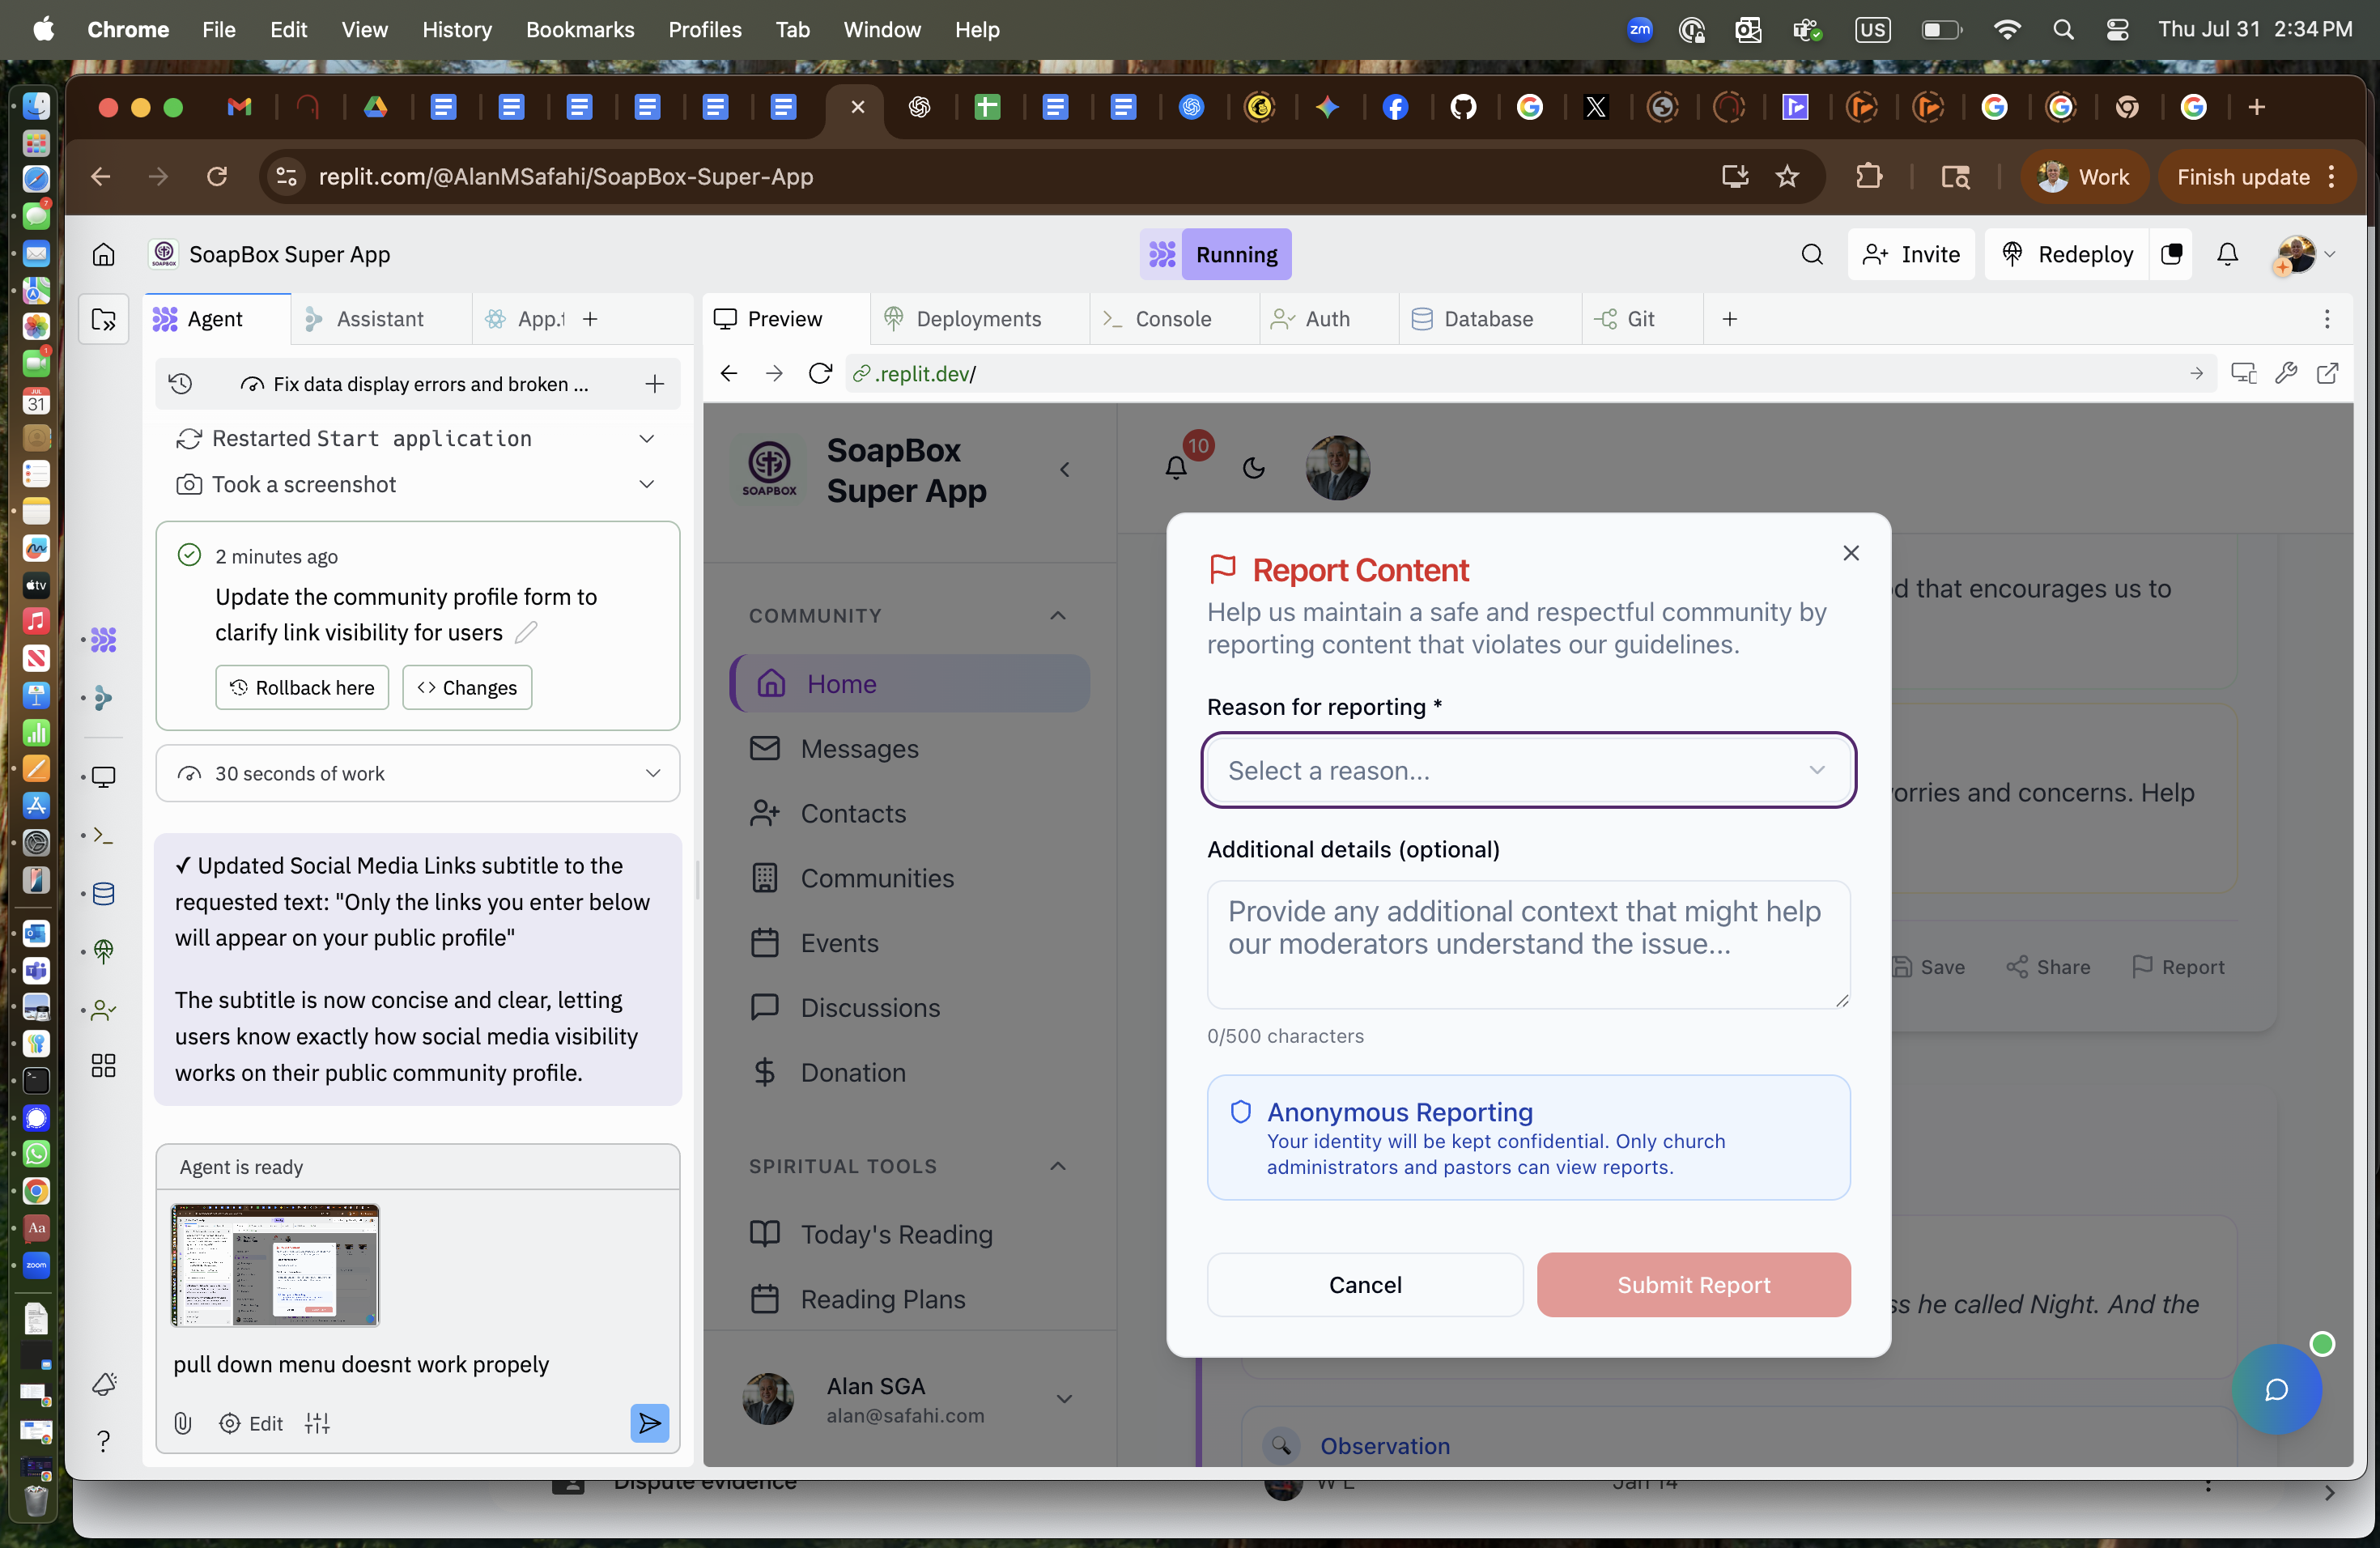 Chrome File Edit View History Bookmarks Profiles Tab Window Help
zm US Thu Jul 31 2:34 PM
replit.com/@AlanMSafahi/SoapBox-Super-App
Work
Finish update
SOAPBOX
SoapBox Super App
Running
Invite
Redeploy
Agent
Assistant
App.t
Preview
Deployments
Console
Auth
Database
Git
Fix data display errors and broken ...
.replit.dev/
Restarted Start application
Took a screenshot
2 minutes ago
Update the community profile form to
clarify link visibility for users
Rollback here
Changes
30 seconds of work
✓ Updated Social Media Links subtitle to the
requested text: "Only the links you enter below
will appear on your public profile"
The subtitle is now concise and clear, letting
users know exactly how social media visibility
works on their public community profile.
Agent is ready
pull down menu doesnt work propely
Edit
SOAPBOX
SoapBox
Super App
10
COMMUNITY
Home
Messages
Contacts
Communities
Events
Discussions
Donation
SPIRITUAL TOOLS
Today's Reading
Reading Plans
Alan SGA
alan@safahi.com
Report Content
Help us maintain a safe and respectful community by
reporting content that violates our guidelines.
Reason for reporting *
Select a reason...
Additional details (optional)
Provide any additional context that might help
our moderators understand the issue...
0/500 characters
Anonymous Reporting
Your identity will be kept confidential. Only church
administrators and pastors can view reports.
Cancel
Submit Report
d that encourages us to
orries and concerns. Help
Save
Share
Report
ss he called Night. And the
Observation
Dispute evidence
W L
Jan 14
7
1
JUL
31
tv
Aa
zoom